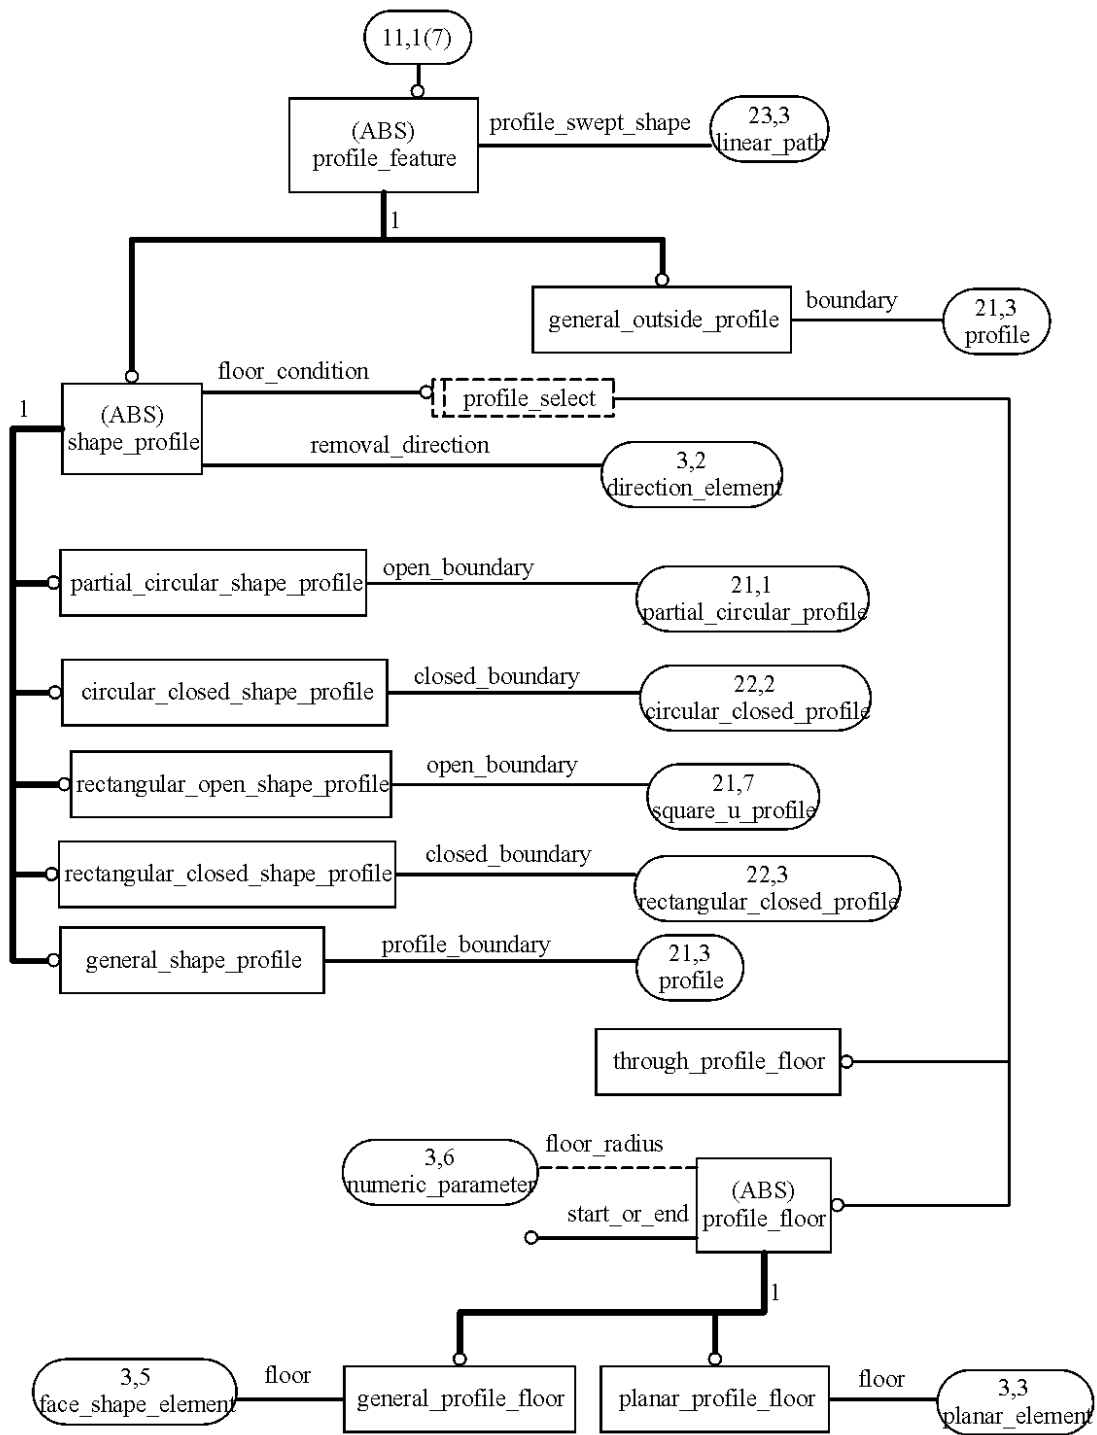 11,1(7)
(ABS)
profile_feature
profile_swept_shape
23,3
linear_path
1
general_outside_profile
boundary
21,3
profile
1
(ABS)
shape_profile
floor_condition
profile_select
removal_direction
3,2
direction_element
partial_circular_shape_profile
open_boundary
21,1
partial_circular_profile
circular_closed_shape_profile
closed_boundary
22,2
circular_closed_profile
rectangular_open_shape_profile
open_boundary
21,7
square_u_profile
rectangular_closed_shape_profile
closed_boundary
22,3
rectangular_closed_profile
general_shape_profile
profile_boundary
21,3
profile
through_profile_floor
3,6
numeric_parameter
floor_radius
start_or_end
(ABS)
profile_floor
1
3,5
face_shape_element
floor
general_profile_floor
planar_profile_floor
floor
3,3
planar_element